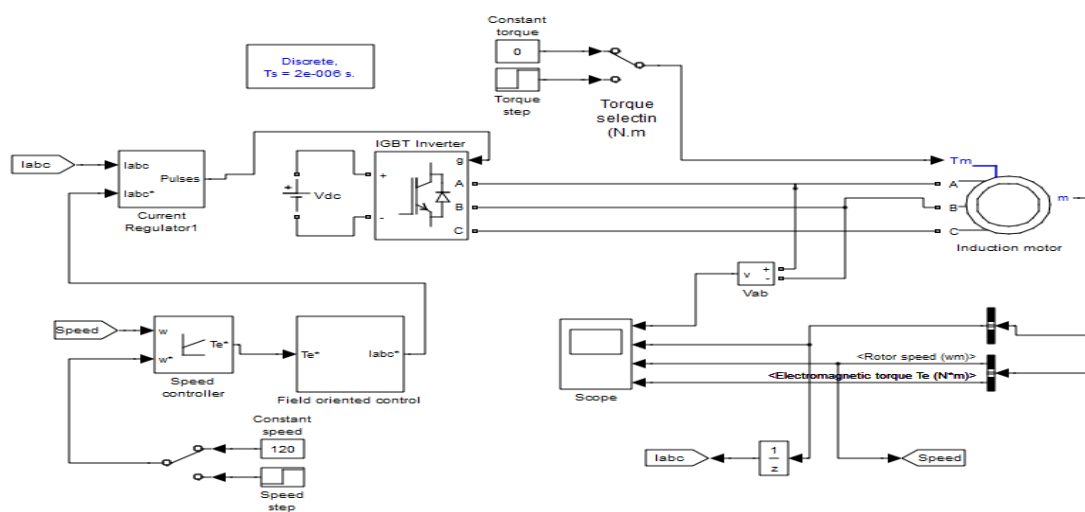 Constant
torque
0
Discrete,
Ts = 2e-006 s.
Torque
step
Torque
selectin
(N.m
IGBT Inverter
Iabc
Iabc
Pulses
Iabc*
Current
Regulator1
+
Vdc
+
-
g
A
B
C
Tm
A
B
C
m
Induction motor
v
+
-
Vab
Speed
w
w*
Te*
Speed
controller
Te*
Iabc*
Field oriented control
Scope
<Rotor speed (wm)>
<Electromagnetic torque Te (N*m)>
Constant
speed
120
Speed
step
Iabc
1
z
Speed